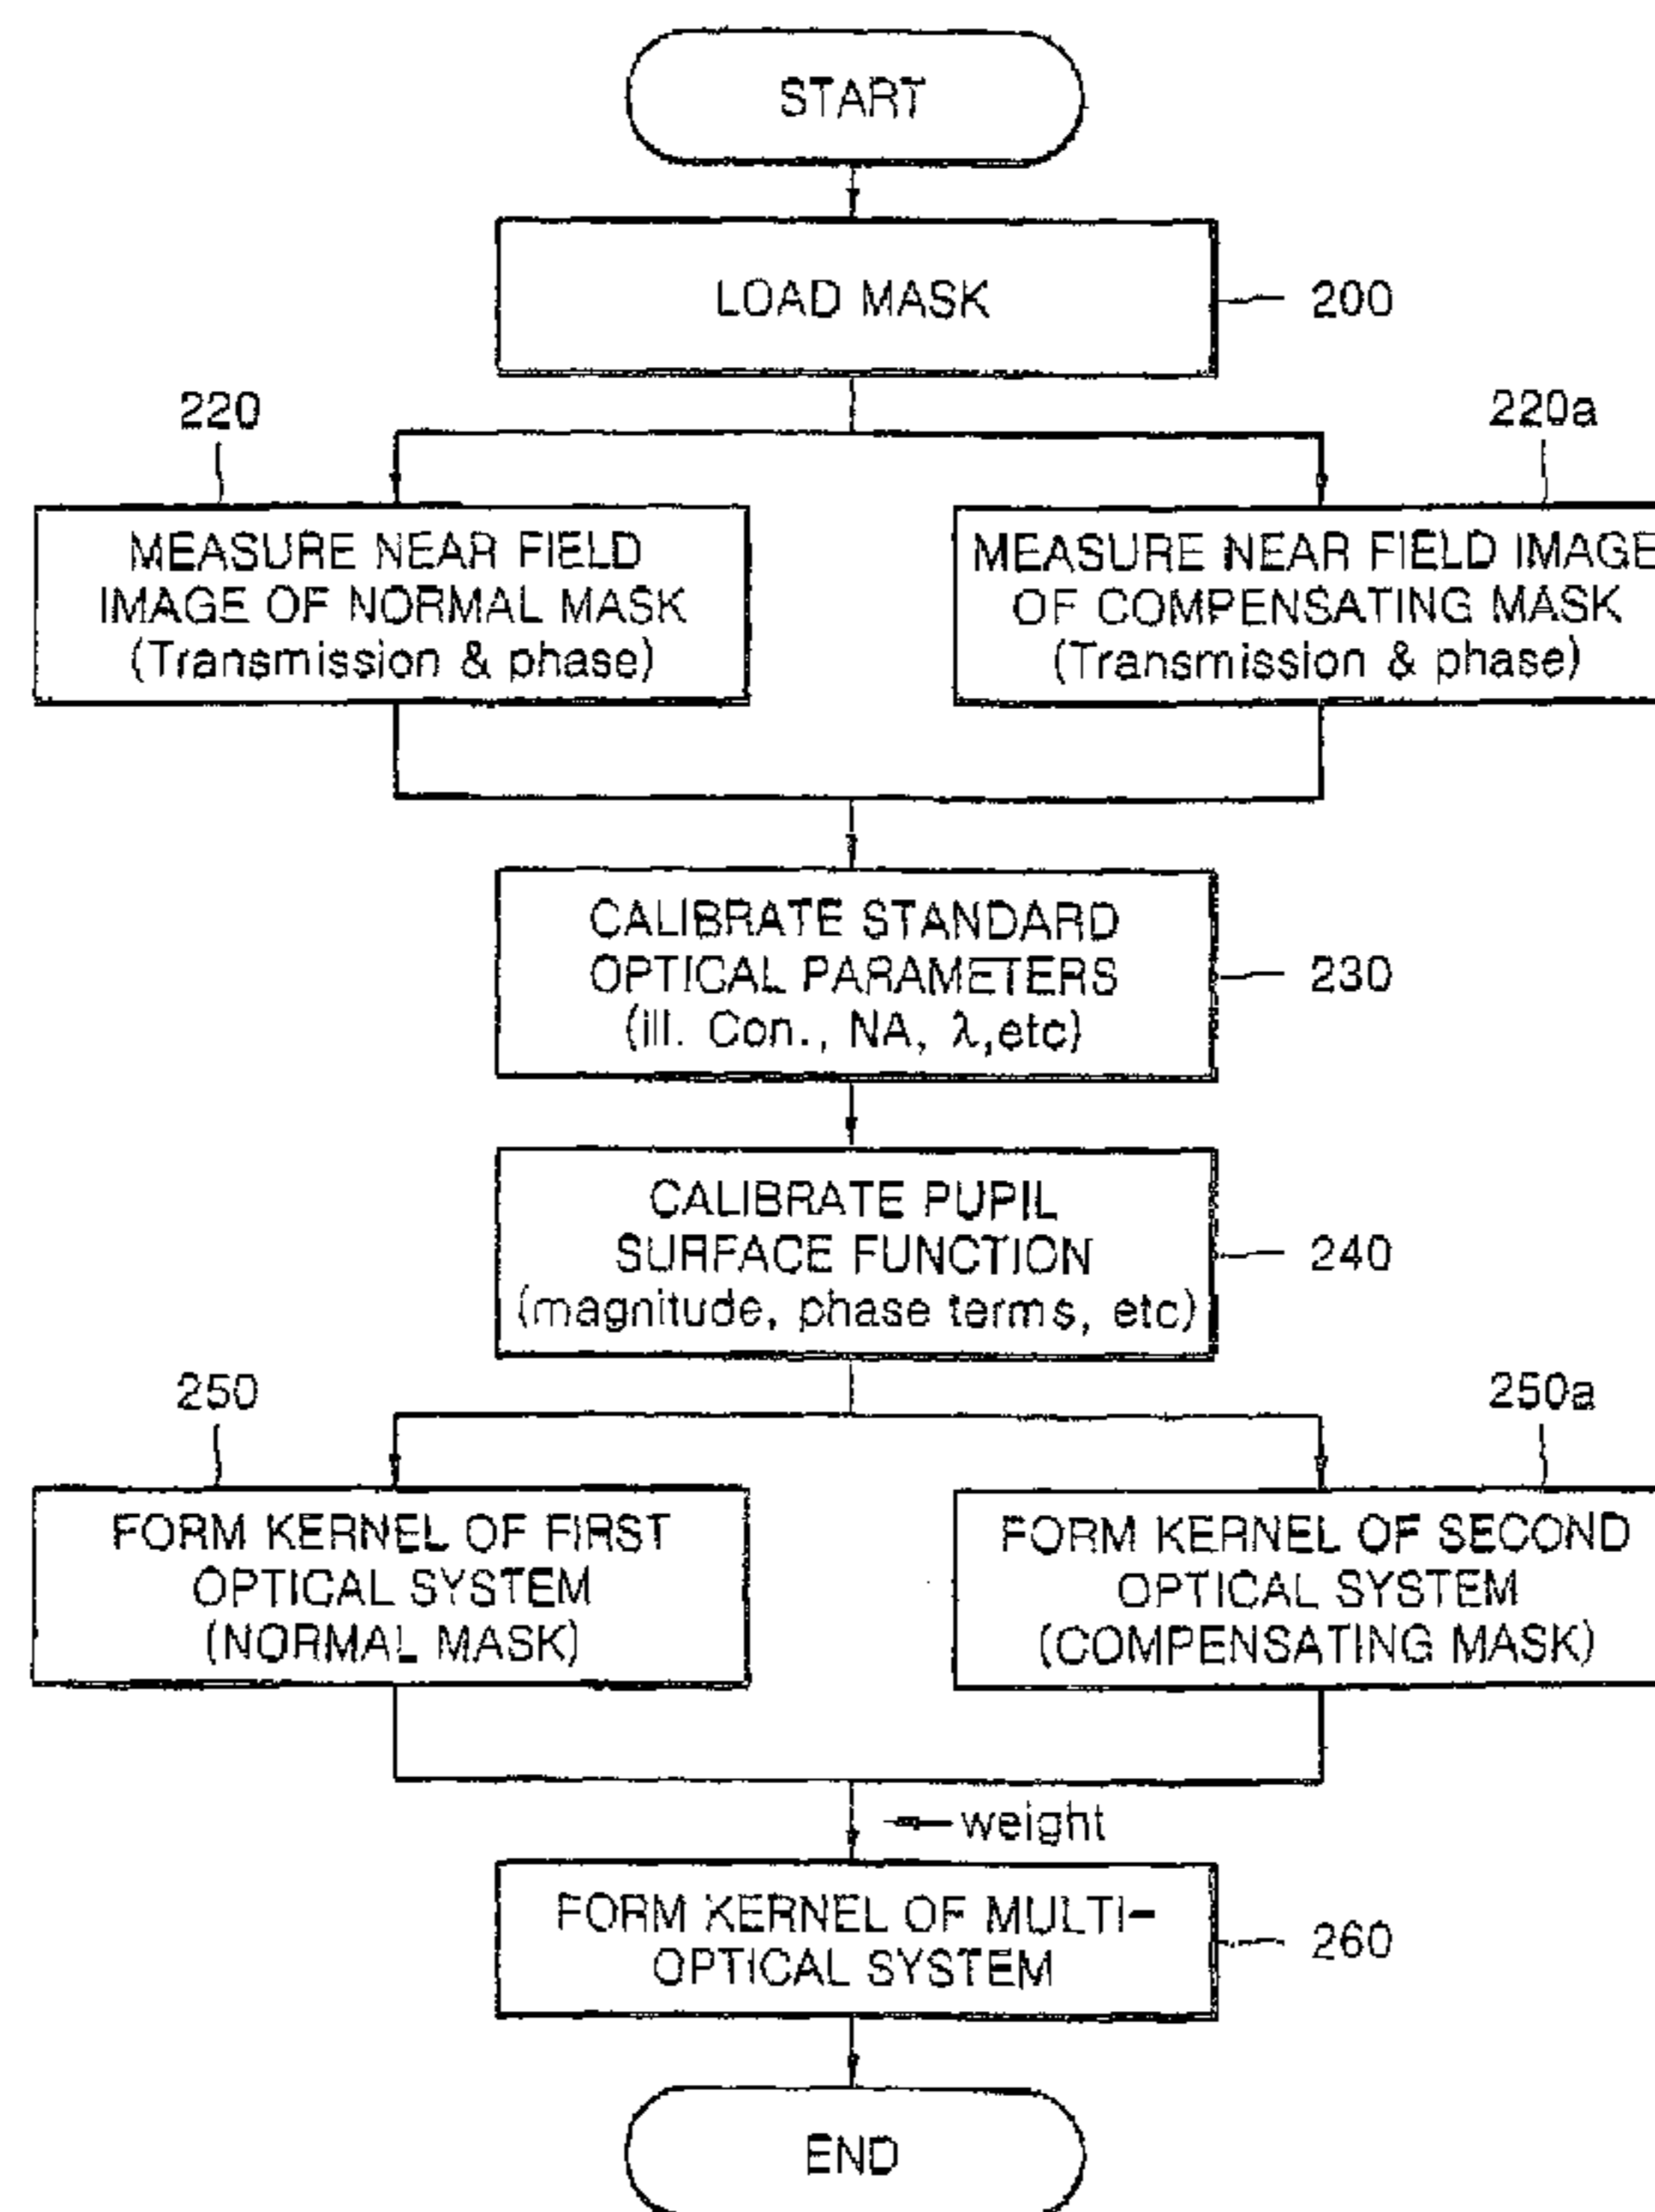 START
LOAD MASK
200
220
220a
MEASURE NEAR FIELD
IMAGE OF NORMAL MASK
(Transmission & phase)
MEASURE NEAR FIELD IMAGE
OF COMPENSATING MASK
(Transmission & phase)
CALIBRATE STANDARD
OPTICAL PARAMETERS
(ill. Con., NA, λ,etc)
230
CALIBRATE PUPIL
SURFACE FUNCTION
(magnitude, phase terms, etc)
240
250
250a
FORM KERNEL OF FIRST
OPTICAL SYSTEM
(NORMAL MASK)
FORM KERNEL OF SECOND
OPTICAL SYSTEM
(COMPENSATING MASK)
weight
FORM KERNEL OF MULTI-
OPTICAL SYSTEM
260
END